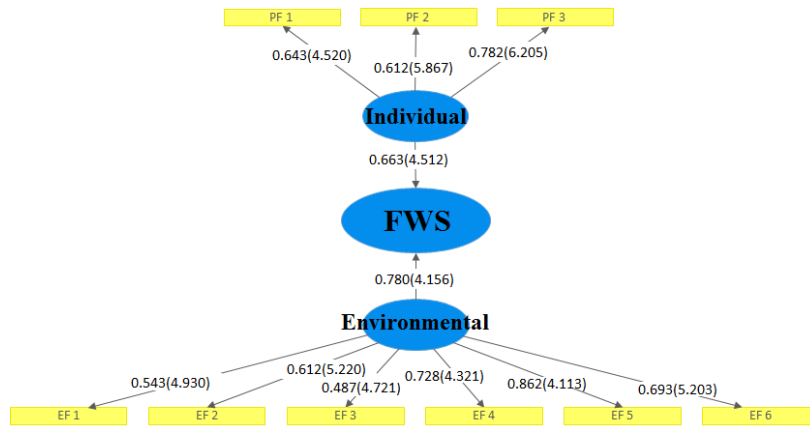 PF 1 PF 2 PF 3
0.643(4.520) 0.612(5.867) 0.782(6.205)
Individual
0.663(4.512)
FWS
0.780(4.156)
Environmental
0.543(4.930) 0.612(5.220) 0.487(4.721) 0.728(4.321) 0.862(4.113) 0.693(5.203)
EF 1 EF 2 EF 3 EF 4 EF 5 EF 6